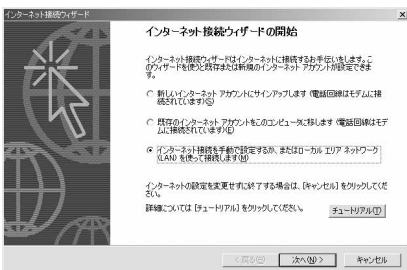 インターネット接続ウィザード
インターネット接続ウィザードの開始
インターネット接続ウィザードはインターネットに接続するお手伝いをします。こ
のウィザードを使うと既存または新規のインターネット アカウントが設定できま
す。
新しいインターネット アカウントにサインアップします (電話回線はモデムに接
続されています)(S)
既存のインターネット アカウントをこのコンピュータに移します (電話回線はモデ
ムに接続されています)(E)
インターネット接続を手動で設定するか、またはローカル エリア ネットワーク
(LAN) を使って接続します(M)
インターネットの設定を変更せずに終了する場合は、[キャンセル] をクリックしてくだ
さい。
詳細については [チュートリアル] をクリックしてください。
チュートリアル(T)
< 戻る(B)
次へ(N) >
キャンセル